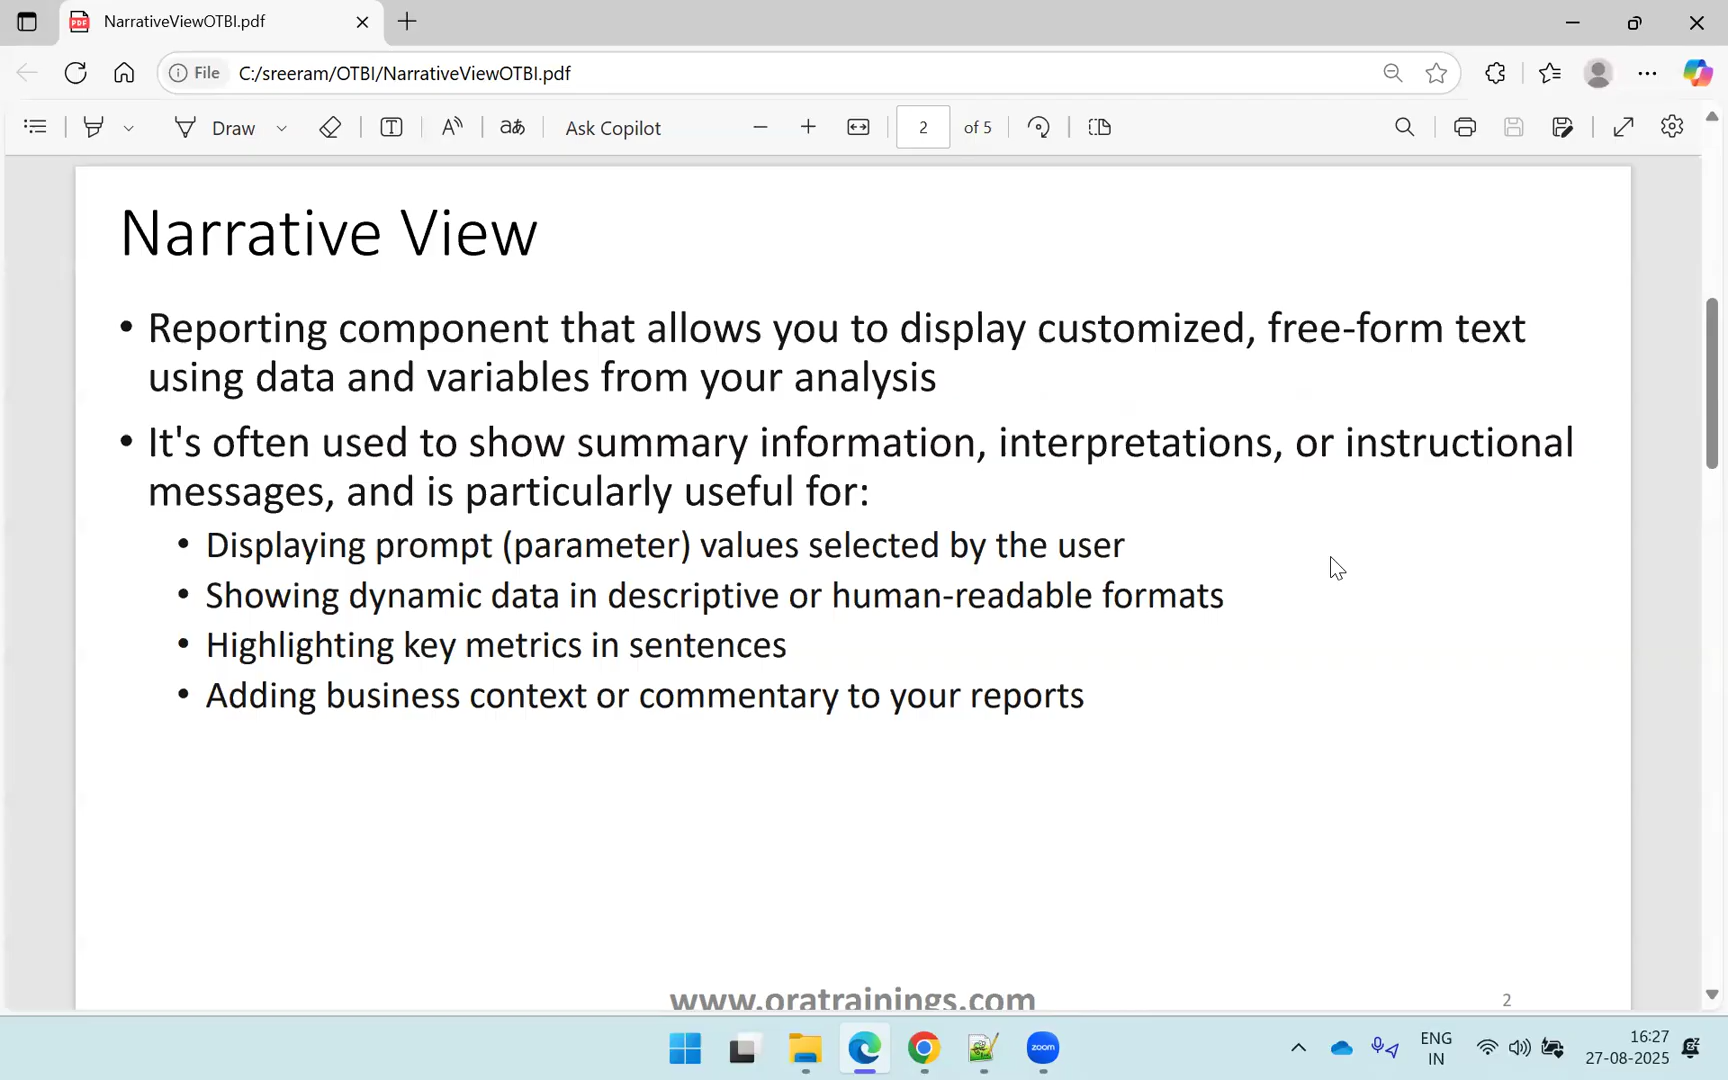 NarrativeViewOTBI.pdf
File C:/sreeram/OTBI/NarrativeViewOTBI.pdf
Draw Ask Copilot 2 of 5
Narrative View
• Reporting component that allows you to display customized, free-form text
using data and variables from your analysis
• It's often used to show summary information, interpretations, or instructional
messages, and is particularly useful for:
• Displaying prompt (parameter) values selected by the user
• Showing dynamic data in descriptive or human-readable formats
• Highlighting key metrics in sentences
• Adding business context or commentary to your reports
www.oratrainings.com
2
zoom
ENG
IN
16:27
27-08-2025